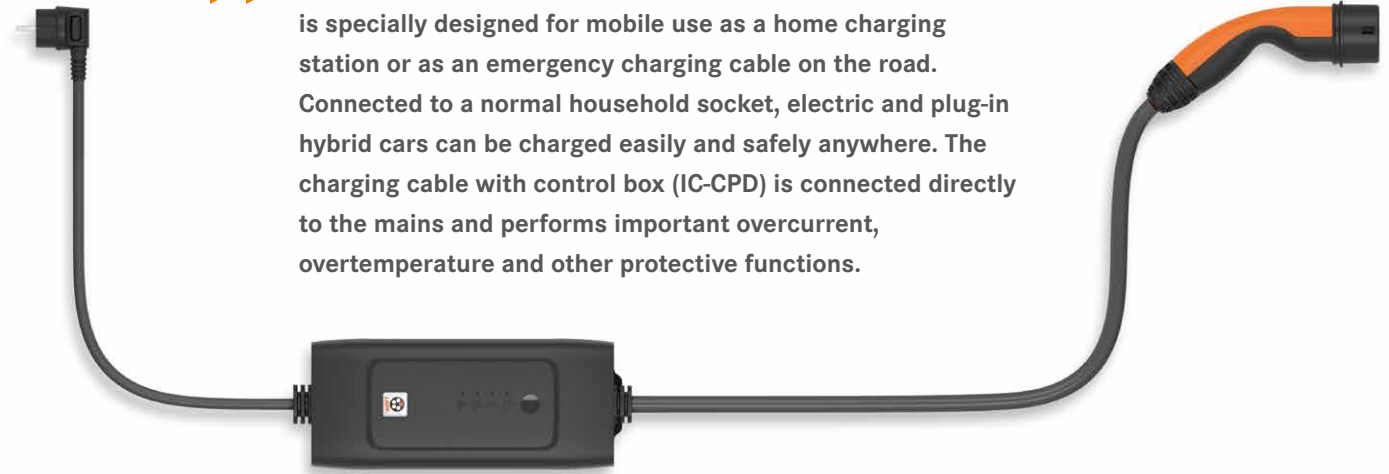 is specially designed for mobile use as a home charging
station or as an emergency charging cable on the road.
Connected to a normal household socket, electric and plug-in
hybrid cars can be charged easily and safely anywhere. The
charging cable with control box (IC-CPD) is connected directly
to the mains and performs important overcurrent,
overtemperature and other protective functions.